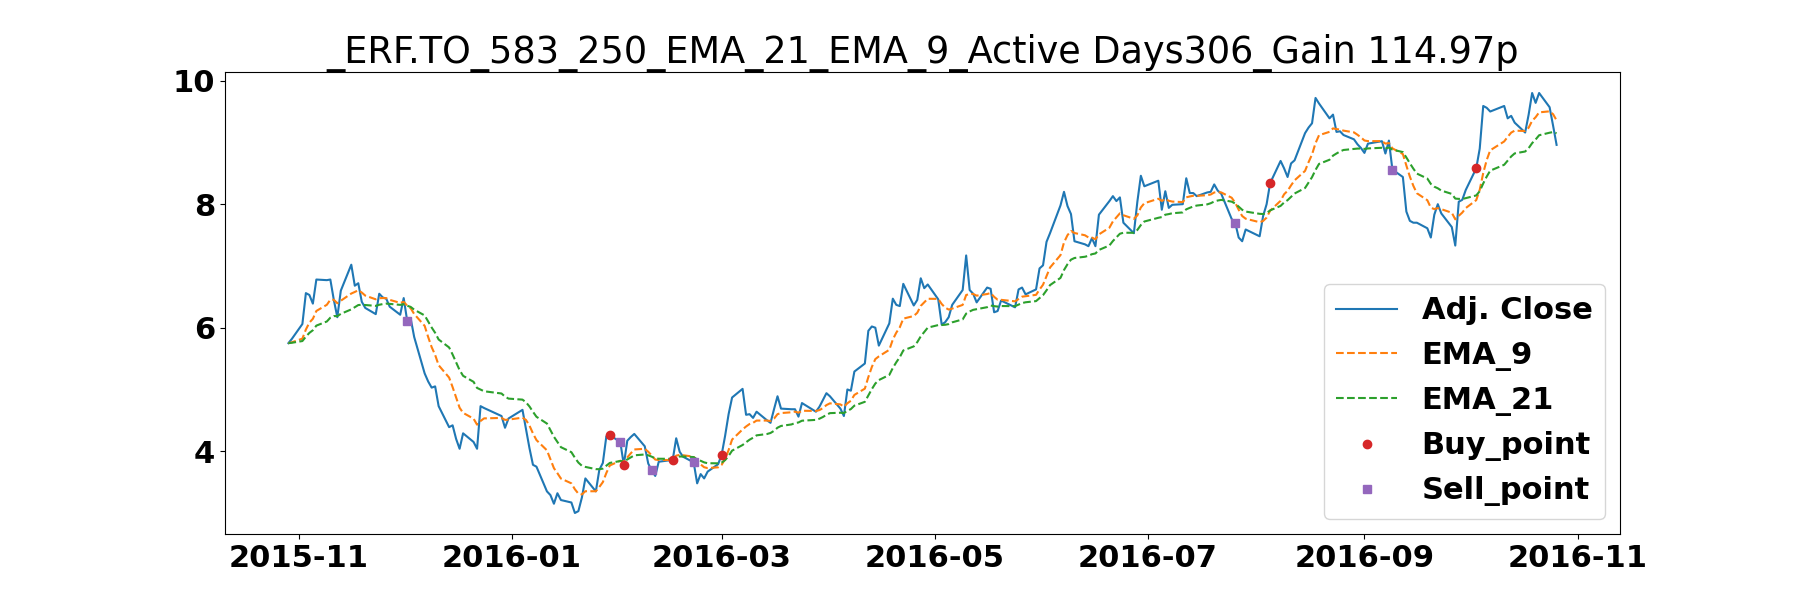 _ERF.TO_583_250_EMA_21_EMA_9_Active Days306_Gain 114.97p
10
8
6
4
Adj. Close
EMA_9
EMA_21
Buy_point
Sell_point
2015-11 2016-01 2016-03 2016-05 2016-07 2016-09 2016-11